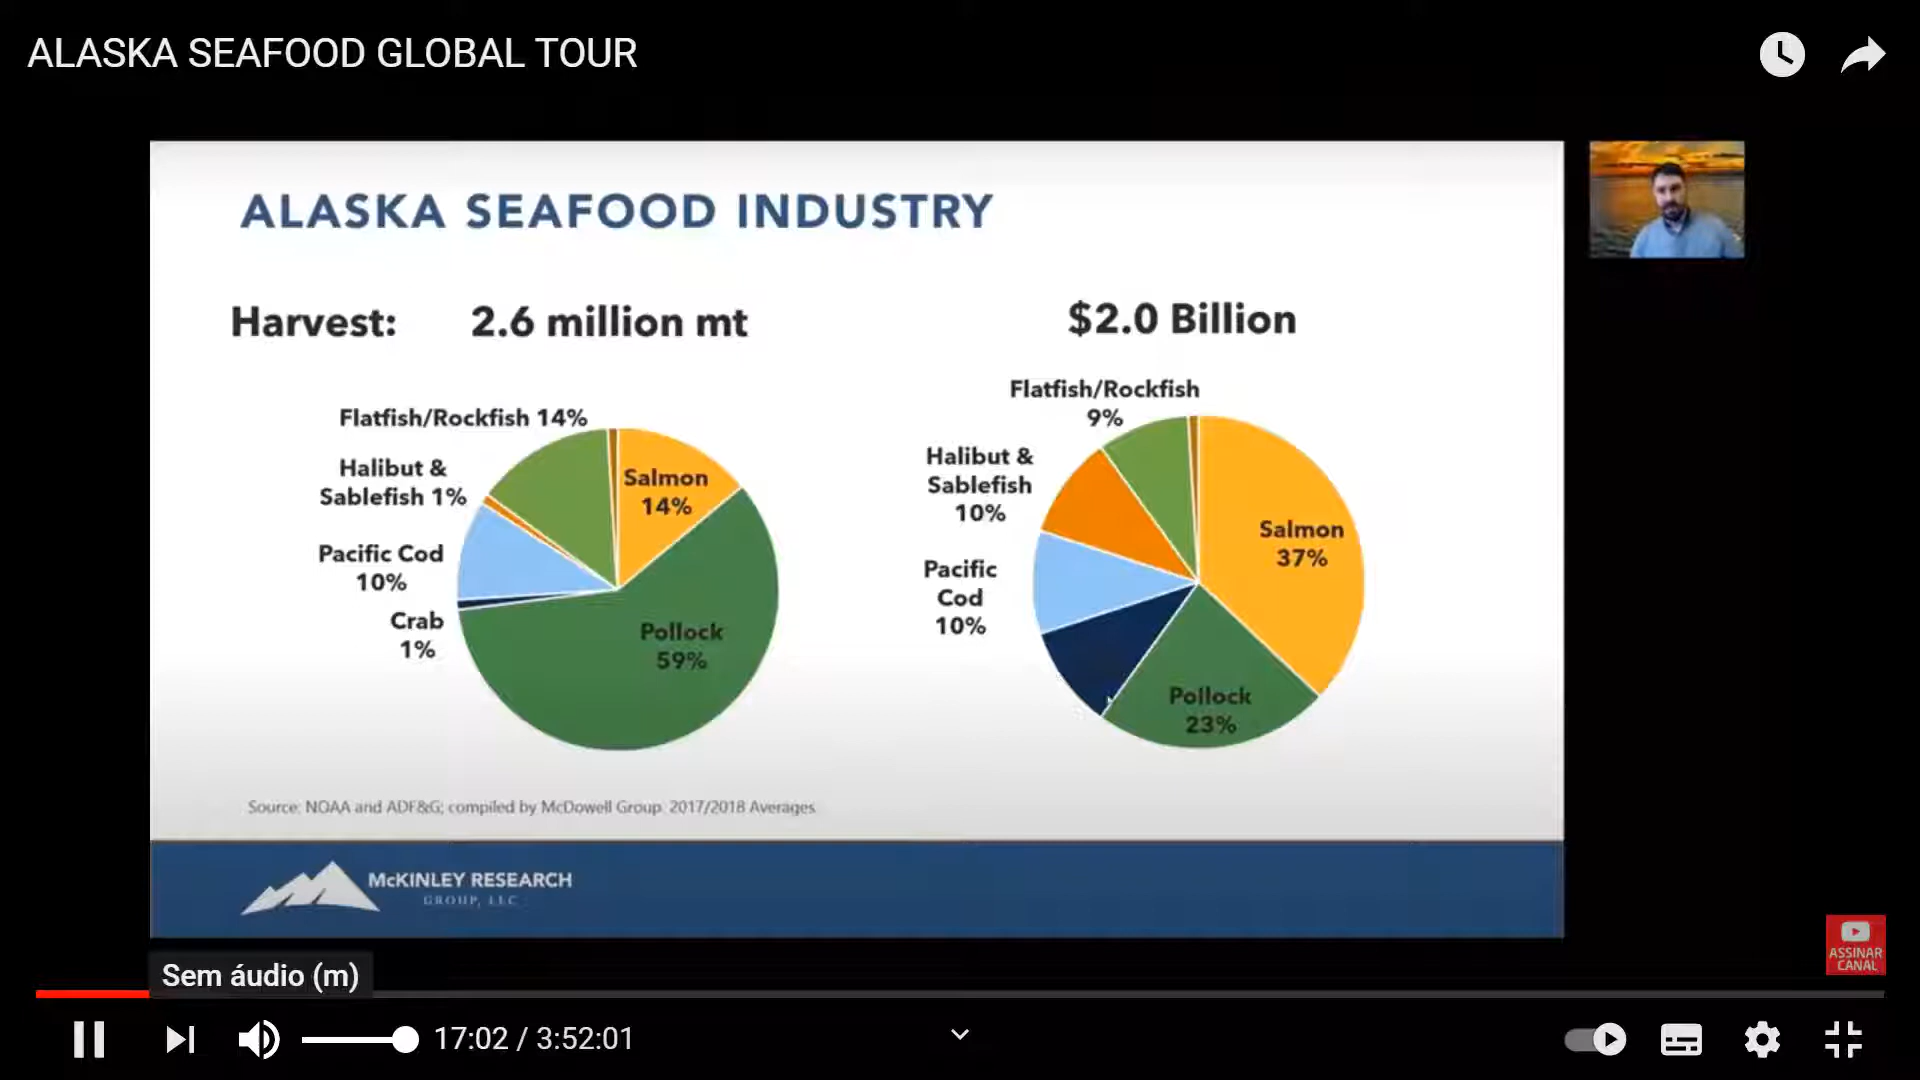 ALASKA SEAFOOD GLOBAL TOUR
ALASKA SEAFOOD INDUSTRY
Harvest: 2.6 million mt
$2.0 Billion
Flatfish/Rockfish 14%
Halibut &
Sablefish 1%
Pacific Cod
10%
Crab
1%
Salmon
14%
Pollock
59%
Flatfish/Rockfish
9%
Halibut &
Sablefish
10%
Pacific
Cod
10%
Salmon
37%
Pollock
23%
Source: NOAA and ADF&G; compiled by McDowell Group. 2017/2018 Averages
McKINLEY RESEARCH
GROUP, LLC
ASSINAR
CANAL
Sem áudio (m)
17:02 / 3:52:01